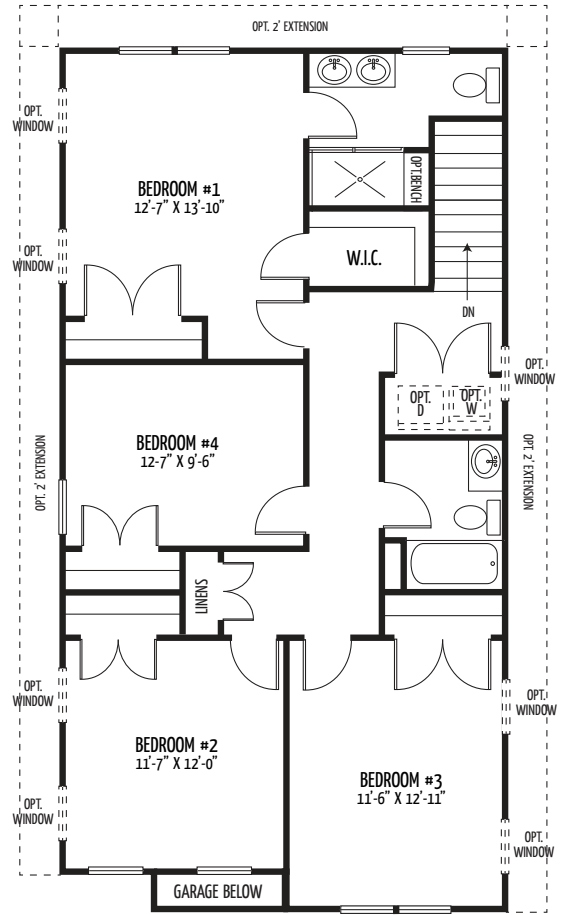 OPT. 2' EXTENSION
OPT.
WINDOW
BEDROOM #1
12'-7" X 13'-10"
OPT.BENCH
OPT.
WINDOW
W.I.C.
DN
OPT.
WINDOW
OPT.
D
OPT.
W
OPT. 2' EXTENSION
BEDROOM #4
12-7" X 9'-6"
OPT. 2' EXTENSION
LINENS
OPT.
WINDOW
BEDROOM #2
11'-7" X 12'-0"
OPT.
WINDOW
BEDROOM #3
11'-6" X 12'-11"
OPT.
WINDOW
OPT.
WINDOW
GARAGE BELOW